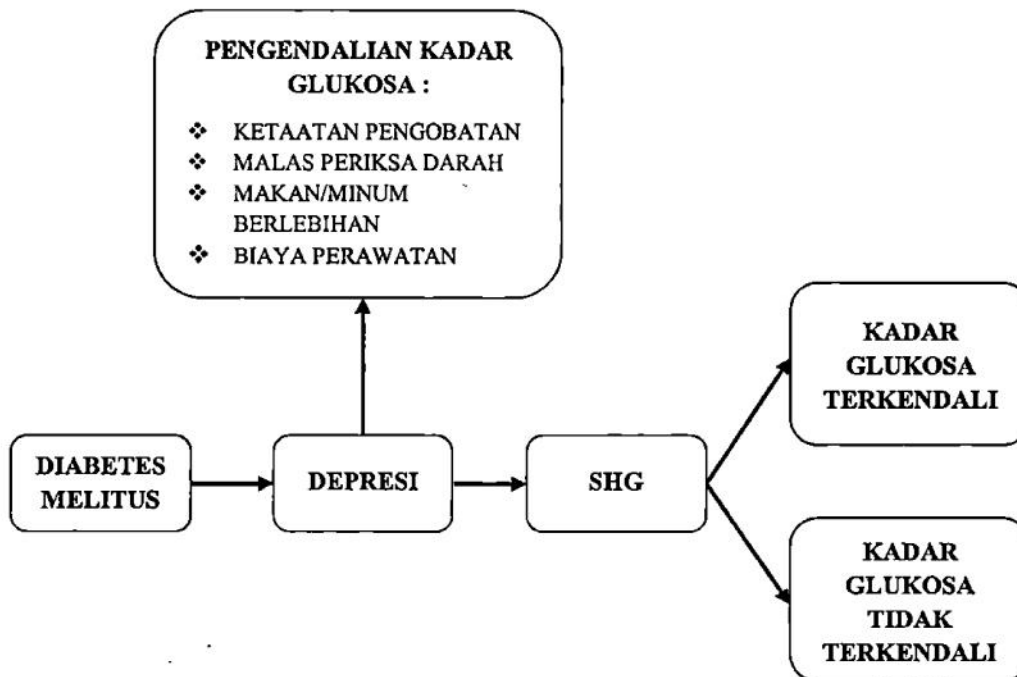 PENGENDALIAN KADAR
GLUKOSA :
❖ KETAATAN PENGOBATAN
❖ MALAS PERIKSA DARAH
❖ MAKAN/MINUM
BERLEBIHAN
❖ BIAYA PERAWATAN
DIABETES
MELITUS
DEPRESI
SHG
KADAR
GLUKOSA
TERKENDALI
KADAR
GLUKOSA
TIDAK
TERKENDALI